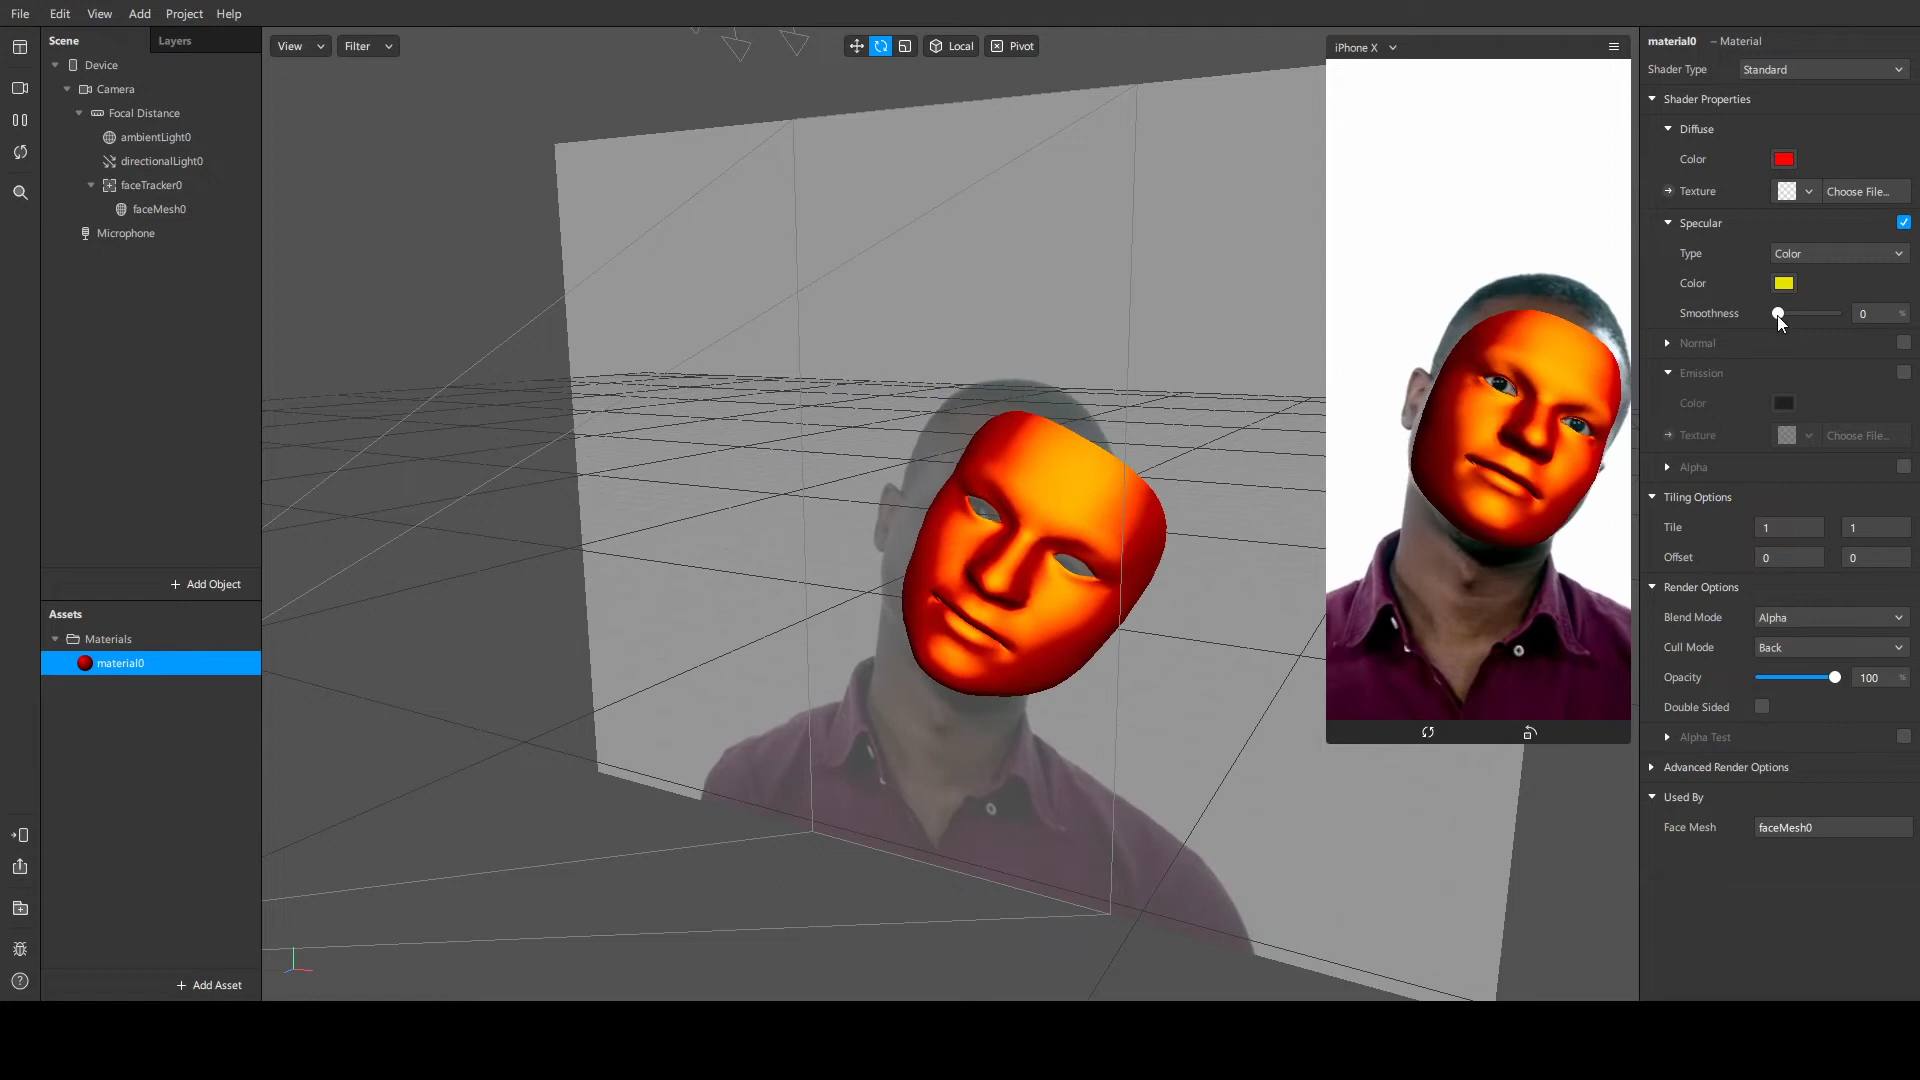 File Edit View Add Project Help
Scene Layers
Device
Camera
Focal Distance
ambientLight0
directionalLight0
faceTracker0
faceMesh0
Microphone
+ Add Object
Assets
Materials
material0
+ Add Asset
View Filter
Local Pivot
iPhone X
material0 – Material
Shader Type Standard
Shader Properties
Diffuse
Color
Texture Choose File...
Specular
Type Color
Color
Smoothness 0 %
Normal
Emission
Color
Texture Choose File...
Alpha
Tiling Options
Tile 1 1
Offset 0 0
Render Options
Blend Mode Alpha
Cull Mode Back
Opacity 100 %
Double Sided
Alpha Test
Advanced Render Options
Used By
Face Mesh faceMesh0